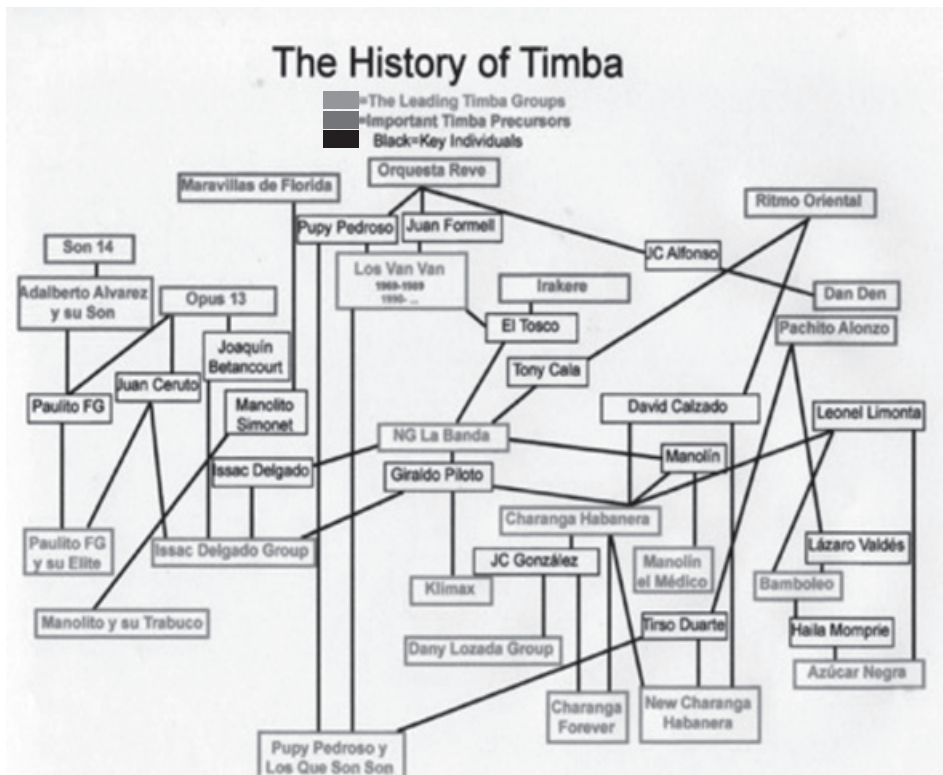 The History of Timba
=The Leading Timba Groups
=Important Timba Precursors
Black=Key Individuals
Orquesta Reve
Maravillas de Florida
Ritmo Oriental
Pupy Pedroso
Juan Formell
Son 14
JC Alfonso
Los Van Van
1969-1989
1990- ...
Irakere
Adalberto Alvarez
y su Son
Opus 13
Dan Den
El Tosco
Pachito Alonzo
Joaquín
Betancourt
Tony Cala
Juan Ceruto
Paulito FG
Manolito
Simonet
David Calzado
Leonel Limonta
NG La Banda
Manolín
Issac Delgado
Giraldo Piloto
Charanga Habanera
Paulito FG
y su Elite
Issac Delgado Group
Lázaro Valdés
JC González
Manolín
el Médico
Klimax
Bamboleo
Manolito y su Trabuco
Tirso Duarte
Haila Momprie
Dany Lozada Group
Azúcar Negra
Charanga
Forever
New Charanga
Habanera
Pupy Pedroso y
Los Que Son Son